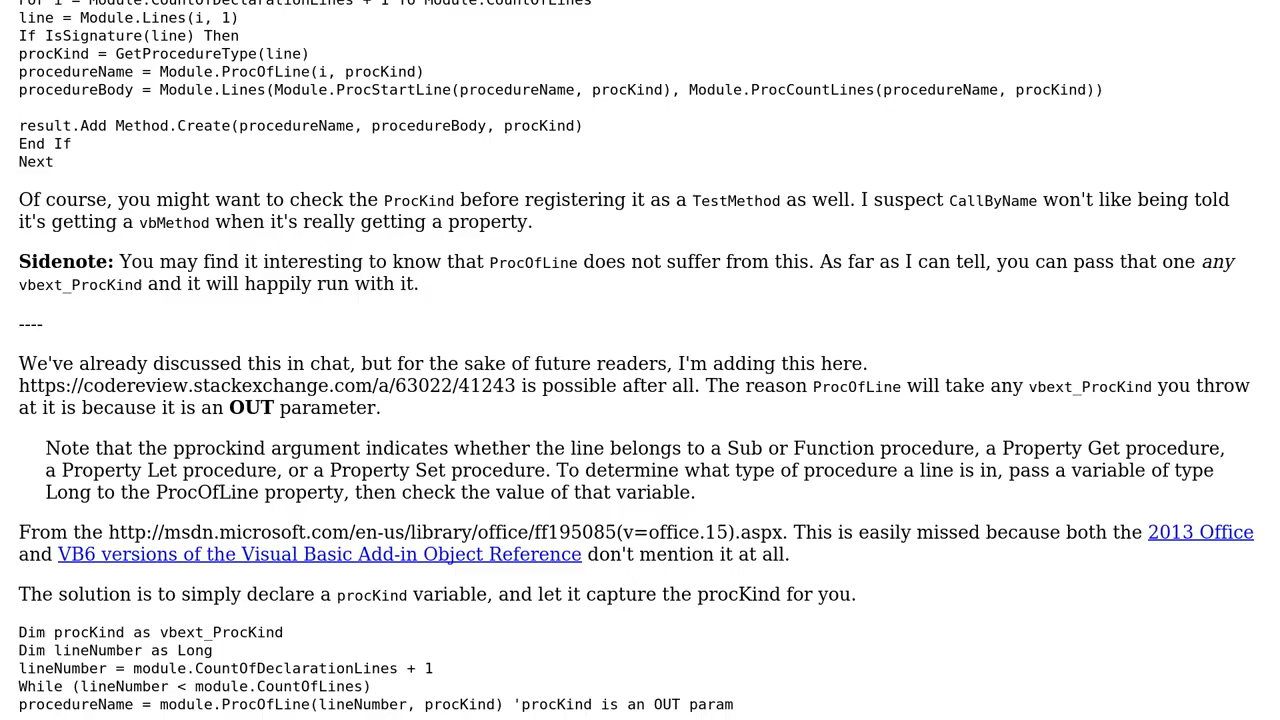 For i = Module.CountOfDeclarationLines + 1 To Module.CountOfLines
line = Module.Lines(i, 1)
If IsSignature(line) Then
procKind = GetProcedureType(line)
procedureName = Module.ProcOfLine(i, procKind)
procedureBody = Module.Lines(Module.ProcStartLine(procedureName, procKind), Module.ProcCountLines(procedureName, procKind))
result.Add Method.Create(procedureName, procedureBody, procKind)
End If
Next
Of course, you might want to check the ProcKind before registering it as a TestMethod as well. I suspect CallByName won't like being told
it's getting a vbMethod when it's really getting a property.
Sidenote: You may find it interesting to know that ProcOfLine does not suffer from this. As far as I can tell, you can pass that one any
vbext_ProcKind and it will happily run with it.
----
We've already discussed this in chat, but for the sake of future readers, I'm adding this here.
https://codereview.stackexchange.com/a/63022/41243 is possible after all. The reason ProcOfLine will take any vbext_ProcKind you throw
at it is because it is an OUT parameter.
Note that the pprockind argument indicates whether the line belongs to a Sub or Function procedure, a Property Get procedure,
a Property Let procedure, or a Property Set procedure. To determine what type of procedure a line is in, pass a variable of type
Long to the ProcOfLine property, then check the value of that variable.
From the http://msdn.microsoft.com/en-us/library/office/ff195085(v=office.15).aspx. This is easily missed because both the 2013 Office
and VB6 versions of the Visual Basic Add-in Object Reference don't mention it at all.
The solution is to simply declare a procKind variable, and let it capture the procKind for you.
Dim procKind as vbext_ProcKind
Dim lineNumber as Long
lineNumber = module.CountOfDeclarationLines + 1
While (lineNumber < module.CountOfLines)
procedureName = module.ProcOfLine(lineNumber, procKind) 'procKind is an OUT param